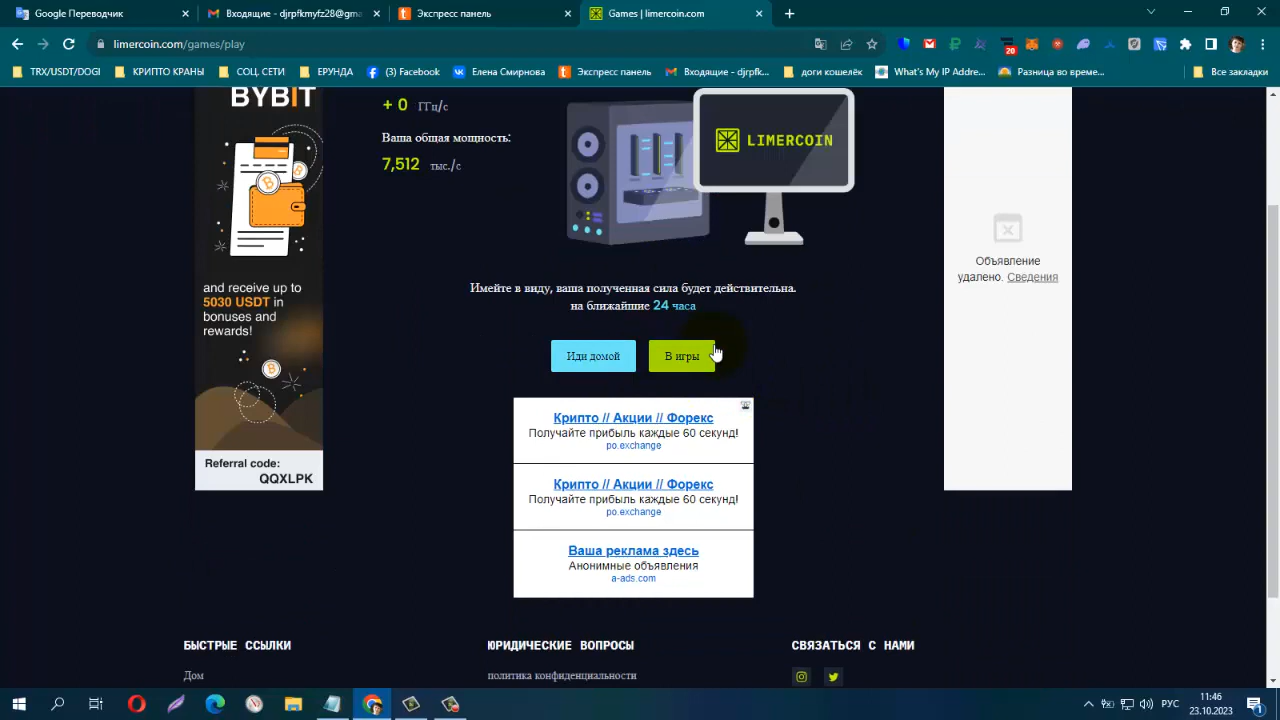 Google Переводчик
Входящие - djrpfkmyfz28@gma
Экспресс панель
Games | limercoin.com
limercoin.com/games/play
20
TRX/USDT/DOGI
КРИПТО КРАНЫ
СОЦ. СЕТИ
ЕРУНДА
(3) Facebook
Елена Смирнова
Экспресс панель
Входящие - djrpfk...
доги кошелёк
What's My IP Addre...
Разница во време...
Все закладки
BYBIT
and receive up to
5030 USDT in
bonuses and
rewards!
Referral code:
QQXLPK
+ 0 ГГц/с
Ваша общая мощность:
7,512 тыс./с
LIMERCOIN
Имейте в виду, ваша полученная сила будет действительна.
на ближайшие 24 часа
Иди домой
В игры
Объявление
удалено. Сведения
Крипто // Акции // Форекс
Получайте прибыль каждые 60 секунд!
po.exchange
Крипто // Акции // Форекс
Получайте прибыль каждые 60 секунд!
po.exchange
Ваша реклама здесь
Анонимные объявления
a-ads.com
БЫСТРЫЕ ССЫЛКИ
Дом
ЮРИДИЧЕСКИЕ ВОПРОСЫ
политика конфиденциальности
СВЯЗАТЬСЯ С НАМИ
РУС
11:46
23.10.2023